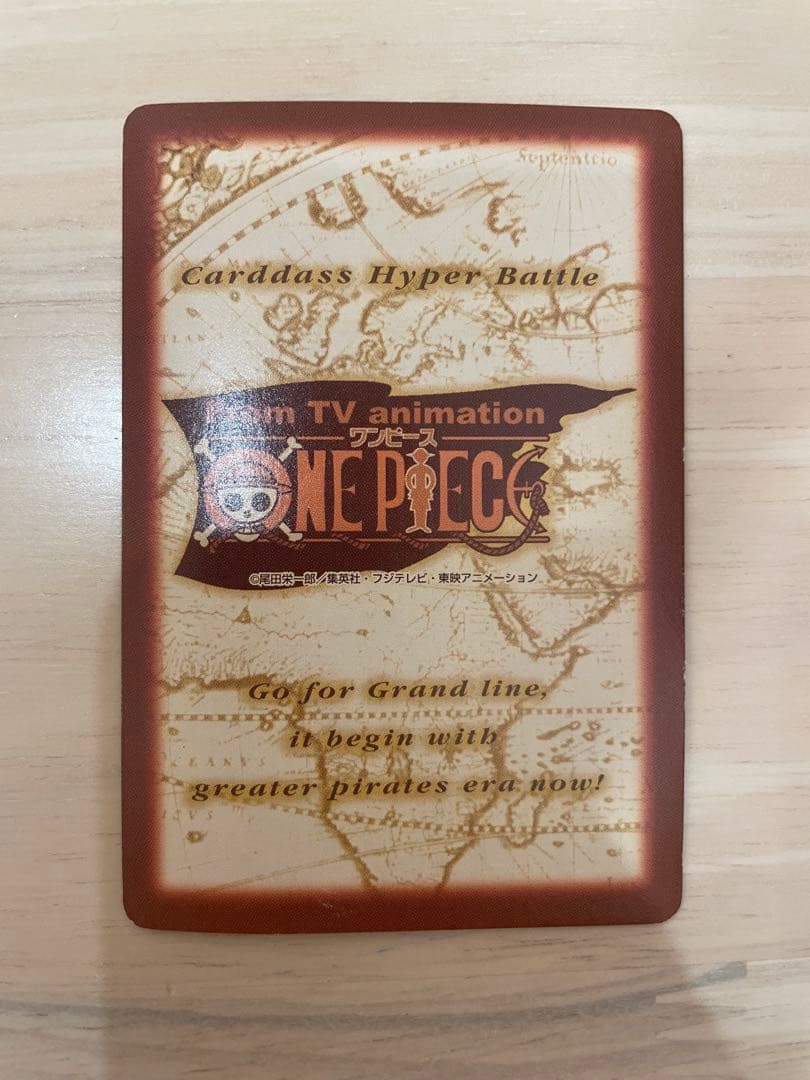 Septentrio
Carddass Hyper Battle
From TV animation
ワンピース
ONE PIECE
©尾田栄一郎／集英社・フジテレビ・東映アニメーション
Go for Grand line,
it begin with
greater pirates era now!